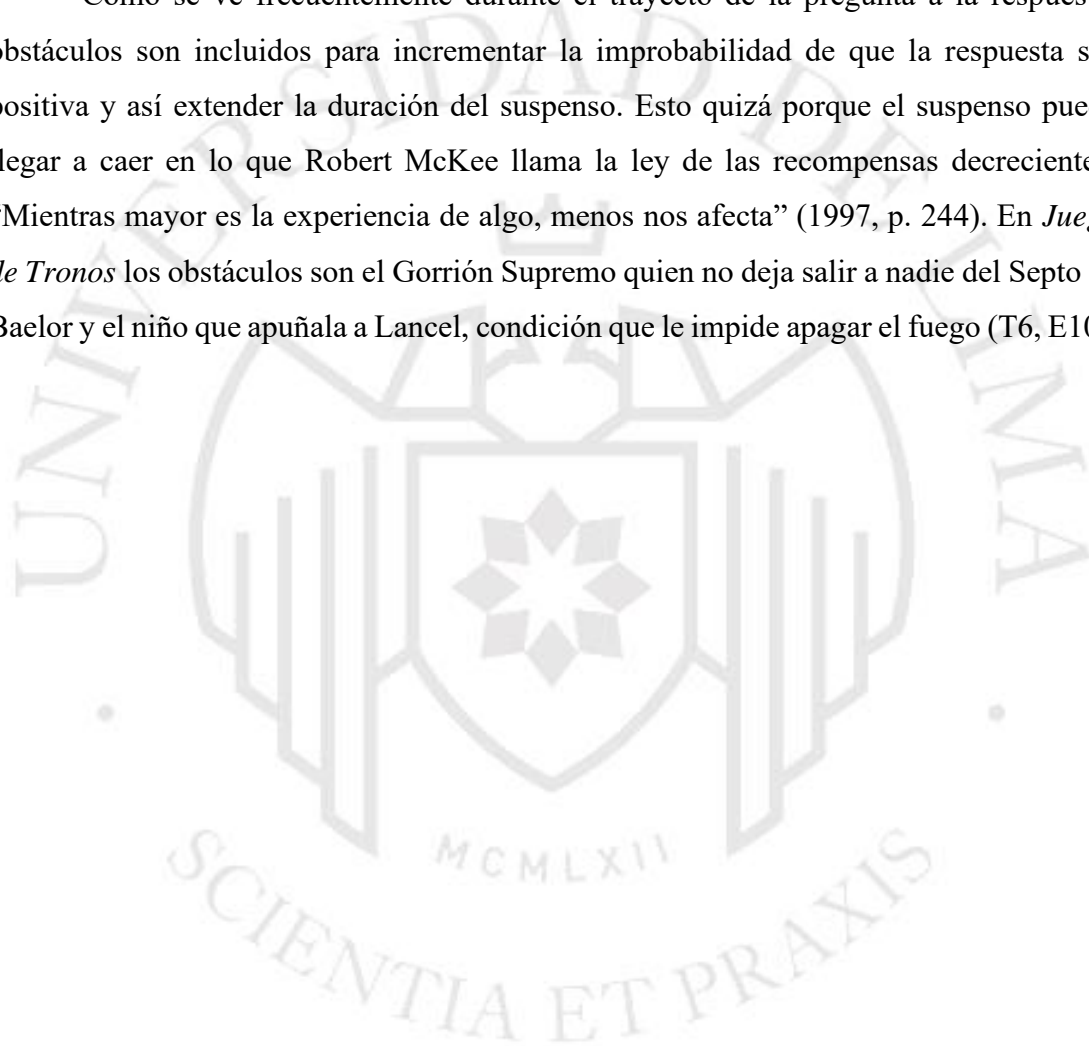 Como se ve frecuentemente durante el trayecto de la pregunta a la
obstáculos son incluidos para incrementar la improbabilidad de que la respuesta
positiva y así extender la duración del suspenso. Esto quizá porque el suspenso
llegar a caer en lo que Robert McKee llama la ley de las recompensas
“Mientras mayor es la experiencia de algo, menos nos afecta” (1997, p. 244). En
de Tronos los obstáculos son el Gorrión Supremo quien no deja salir a nadie del Septo
Baelor y el niño que apuñala a Lancel, condición que le impide apagar el fuego (T6, E10
UNIVERSIDAD DE LIMA
MCMLXII
SCIENTIA ET PRAXIS